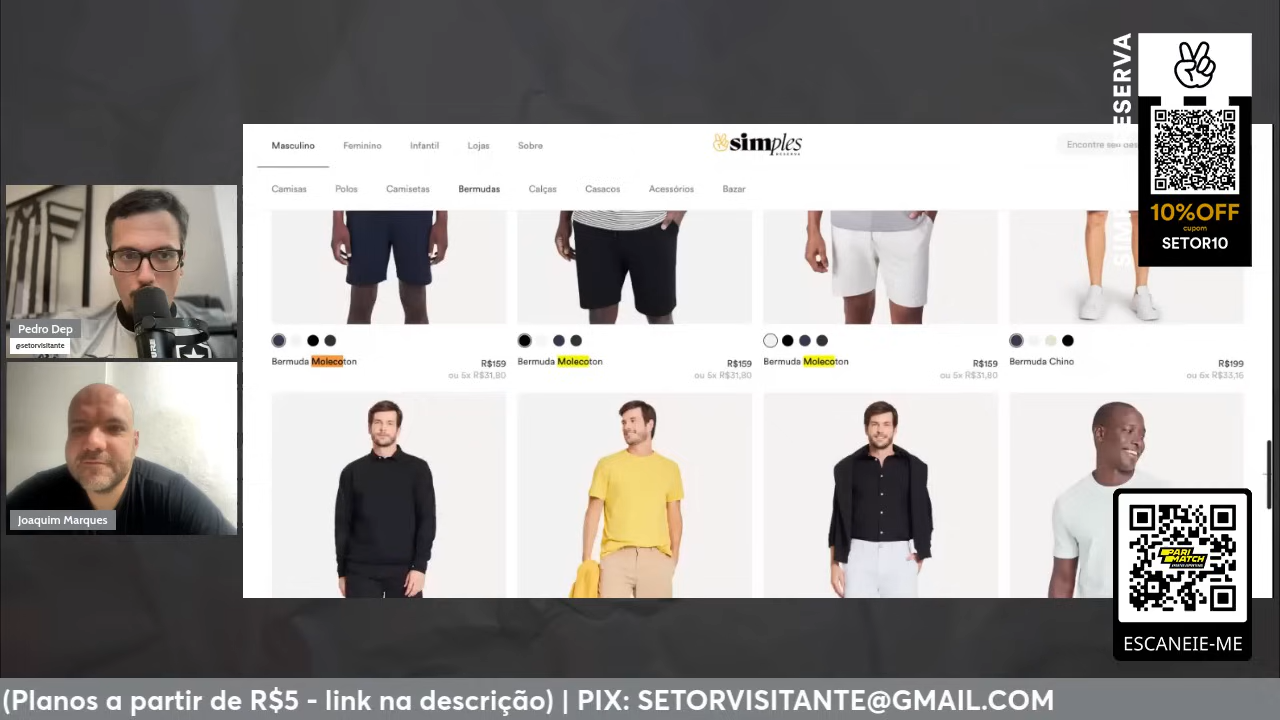 Masculino Feminino Infantil Lojas Sobre
simples
RESERVA
Camisas Polos Camisetas Bermudas Calças Casacos Acessórios Bazar
ESERVA
10%OFF
cupom
SETOR10
Bermuda Molecoton R$159
ou 5x R$31,80
Bermuda Molecoton R$159
ou 5x R$31,80
Bermuda Molecoton R$159
ou 5x R$31,80
Bermuda Chino R$199
ou 6x R$33,16
Pedro Dep
@setorvisitante
Joaquim Marques
PARI
MATCH
ESCANEIE-ME
(Planos a partir de R$5 - link na descrição) | PIX: SETORVISITANTE@GMAIL.COM